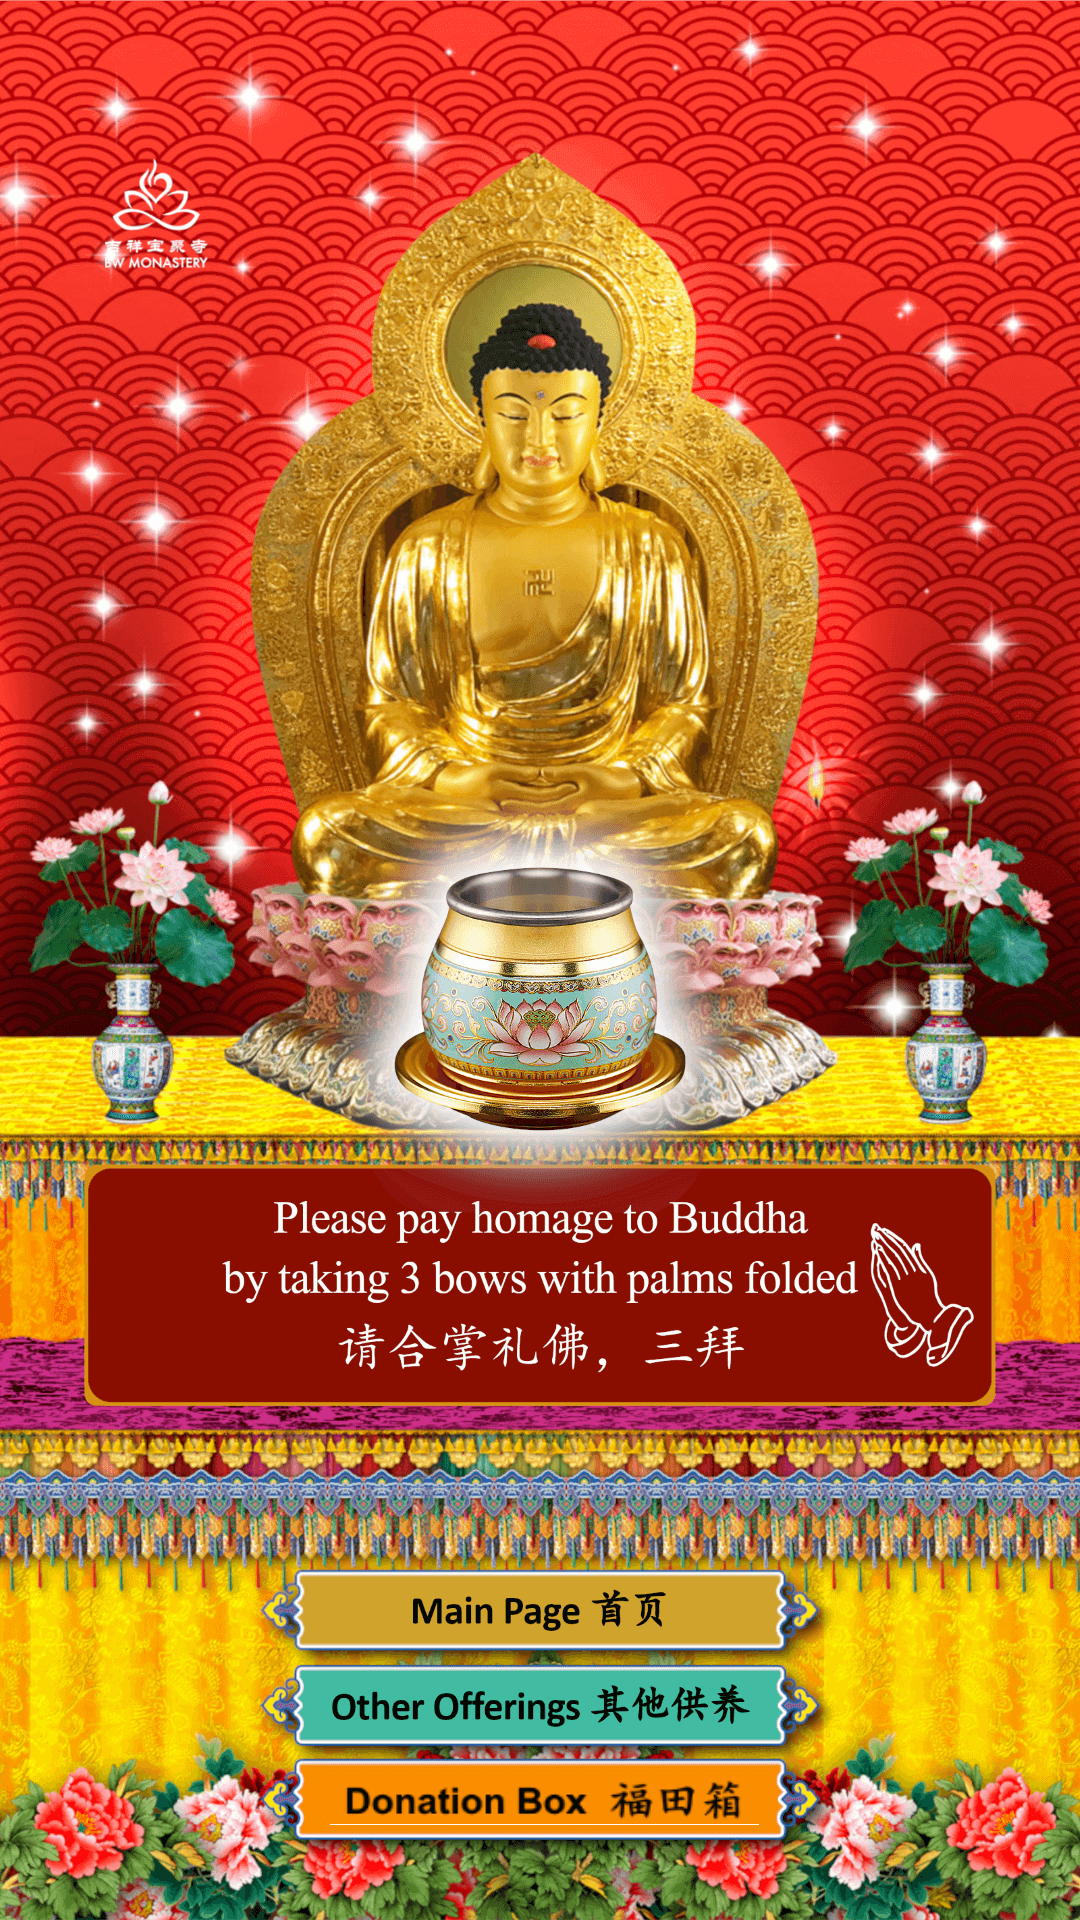 吉祥宝聚寺
BW MONASTERY
卍
Please pay homage to Buddha
by taking 3 bows with palms folded
请合掌礼佛，三拜
Main Page 首页
Other Offerings 其他供养
Donation Box 福田箱